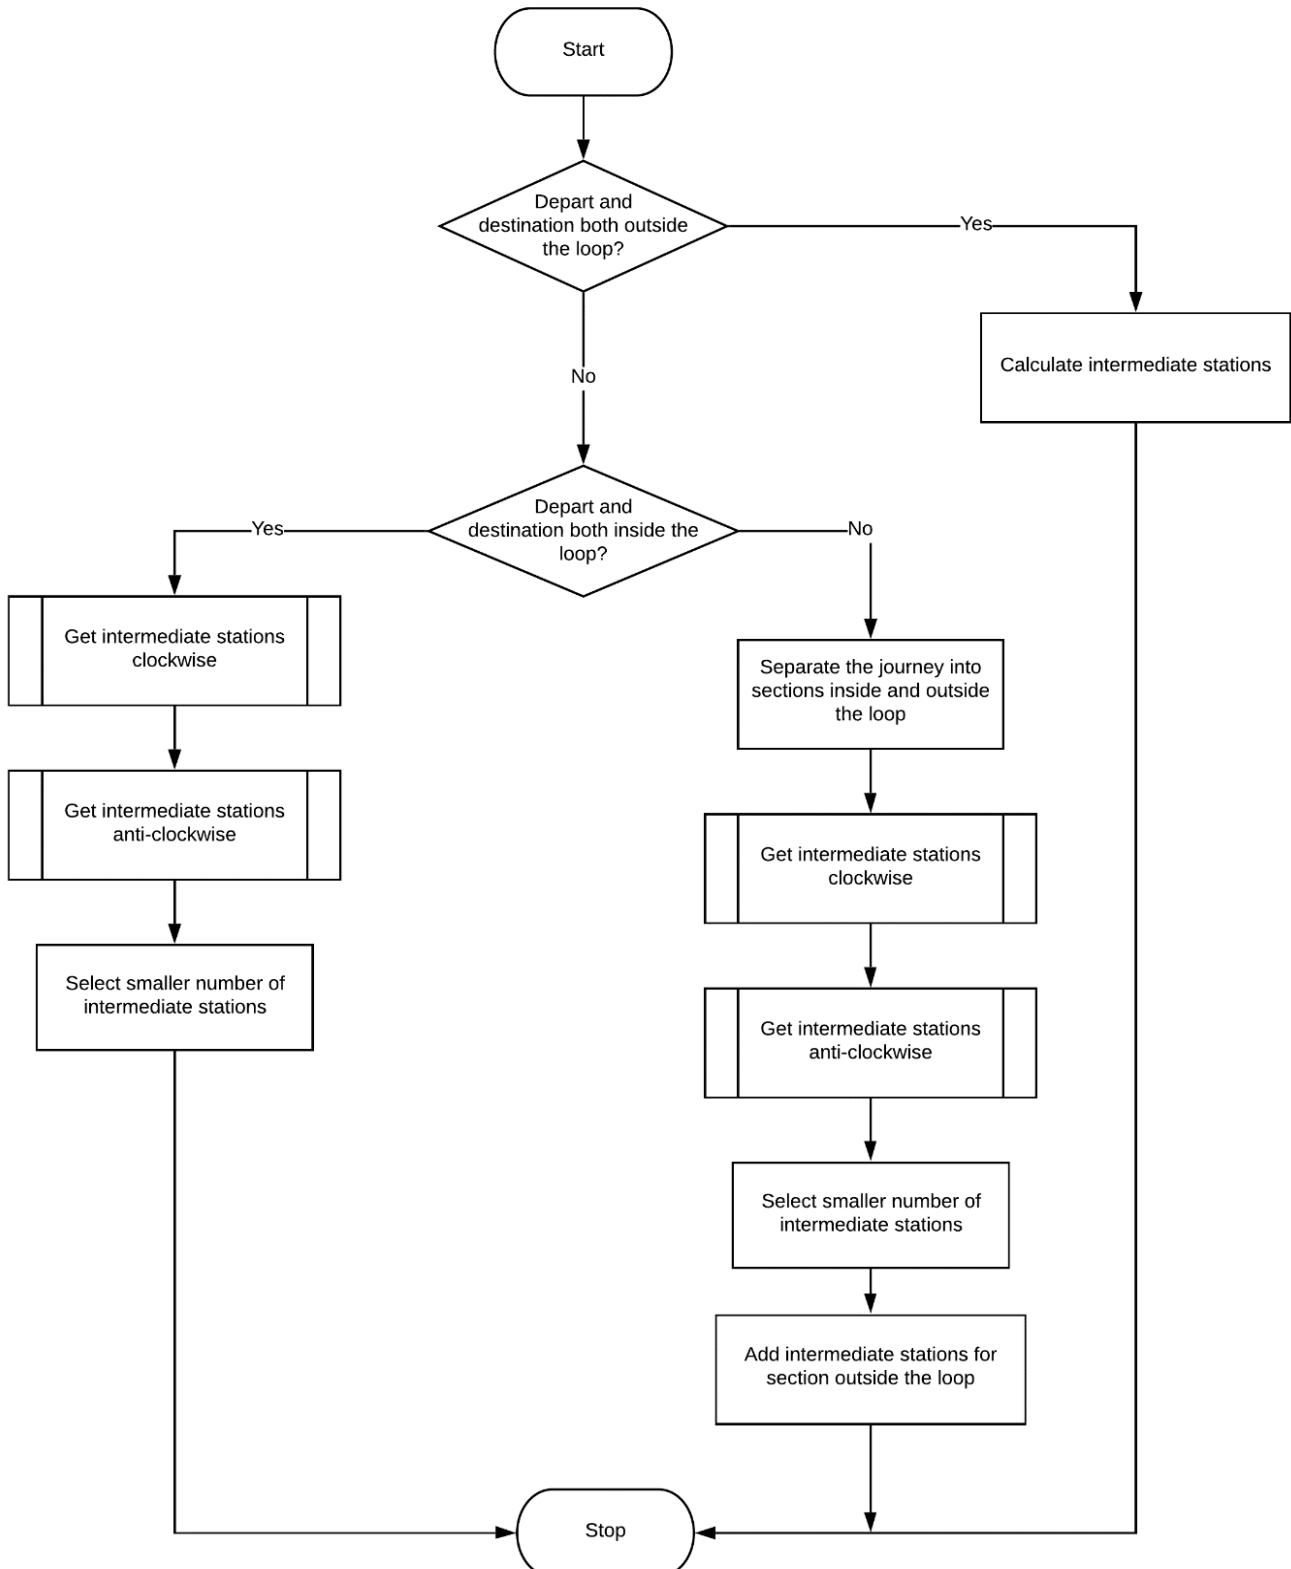 Start
Depart and
destination both outside
the loop?
Yes
Calculate intermediate stations
No
Depart and
destination both inside the
loop?
Yes
No
Get intermediate stations
clockwise
Get intermediate stations
anti-clockwise
Select smaller number of
intermediate stations
Separate the journey into
sections inside and outside
the loop
Get intermediate stations
clockwise
Get intermediate stations
anti-clockwise
Select smaller number of
intermediate stations
Add intermediate stations for
section outside the loop
Stop